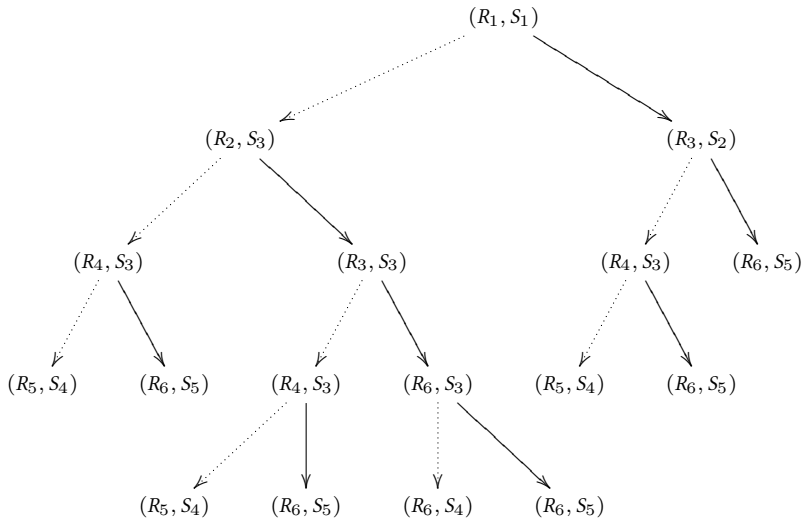 (R₁, S₁)
(R₂, S₃) (R₃, S₂)
(R₄, S₃) (R₃, S₃) (R₄, S₃) (R₆, S₅)
(R₅, S₄) (R₆, S₅) (R₄, S₃) (R₆, S₃) (R₅, S₄) (R₆, S₅)
(R₅, S₄) (R₆, S₅) (R₆, S₄) (R₆, S₅)